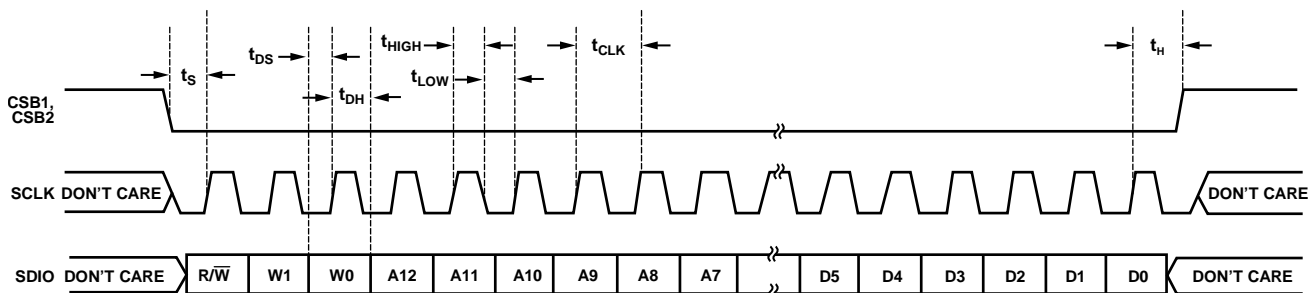 tDS
tHIGH
tCLK
tH
tS
tLOW
tDH
CSB1,
CSB2
SCLK DON'T CARE DON'T CARE
SDIO DON'T CARE R/W̅ W1 W0 A12 A11 A10 A9 A8 A7 D5 D4 D3 D2 D1 D0 DON'T CARE